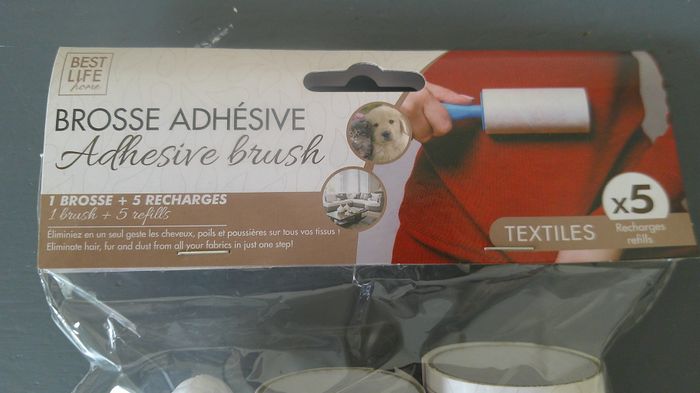 BEST
LIFE
home
BROSSE ADHÉSIVE
Adhesive brush
1 BROSSE + 5 RECHARGES
1 brush + 5 refills
Éliminiez en un seul geste les cheveux, poils et poussières sur tous vos tissus !
Eliminate hair, fur and dust from all your fabrics in just one step!
TEXTILES
x5
Recharges
refills